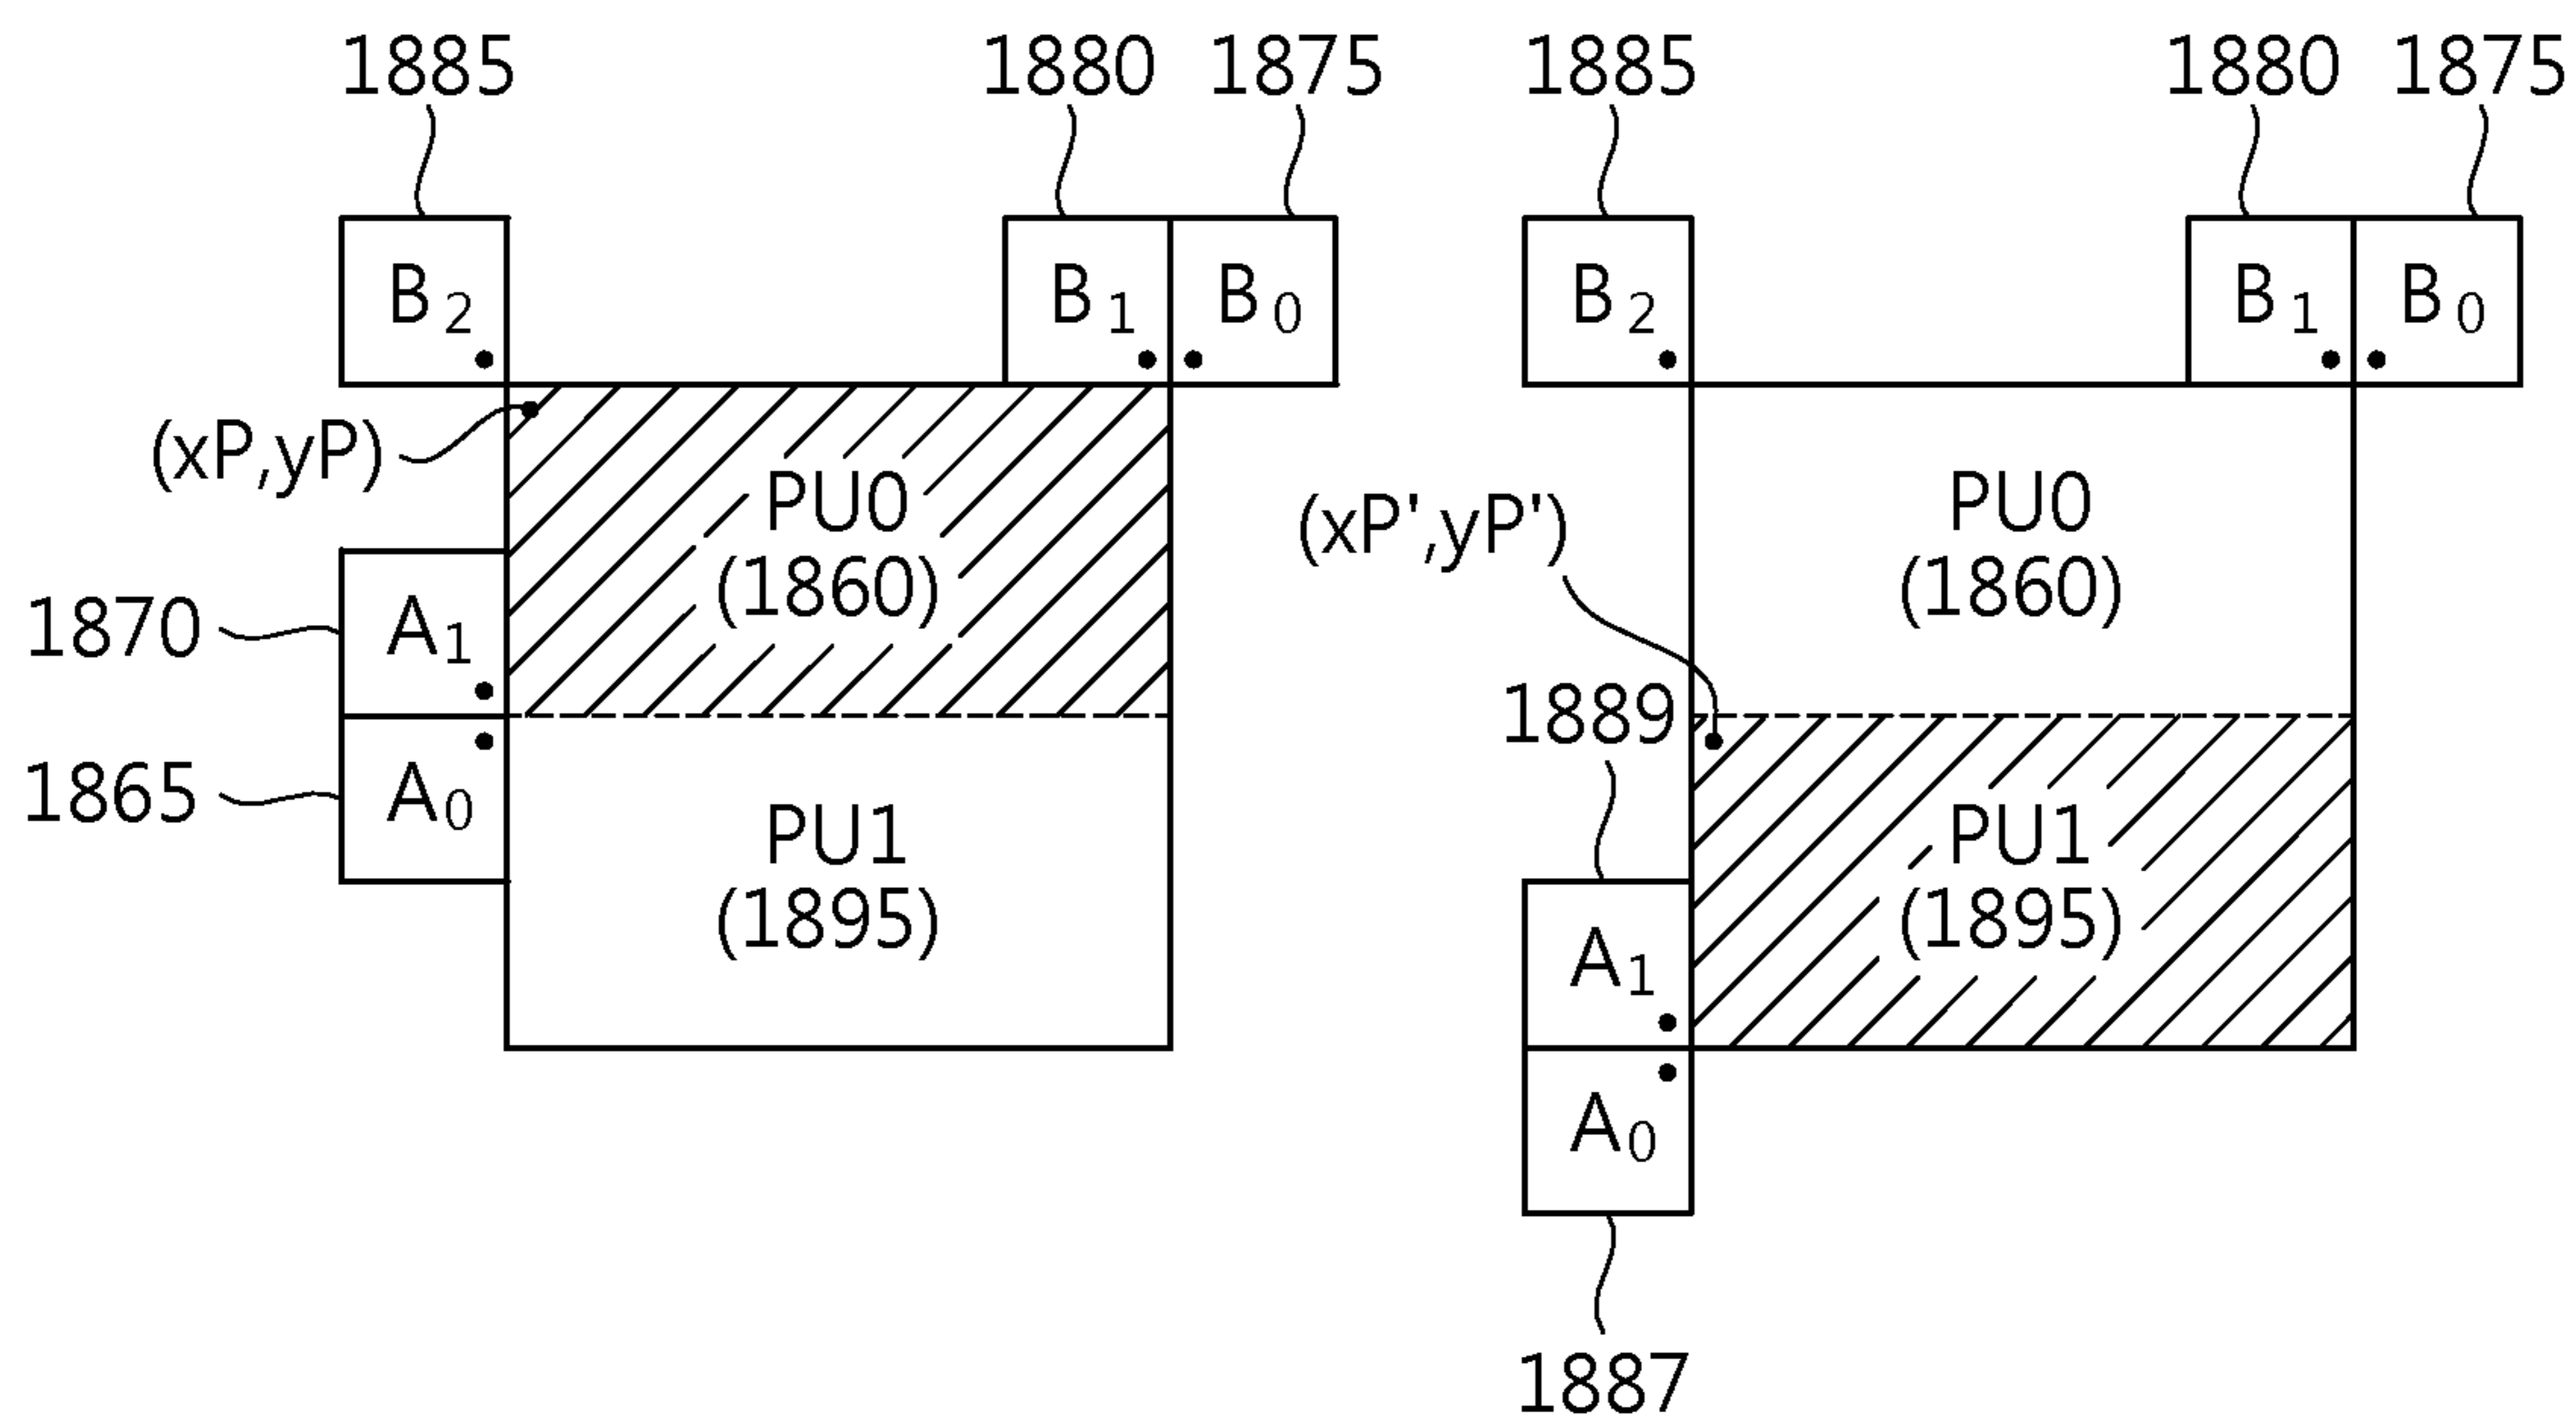 1885 1880 1875 1885 1880 1875
B2 B1 B0 B2 B1 B0
(xP,yP)
PU0 PU0
(xP',yP')
(1860) (1860)
1870 A1
1889
1865 A0
PU1 PU1
(1895) (1895)
A1
A0
1887